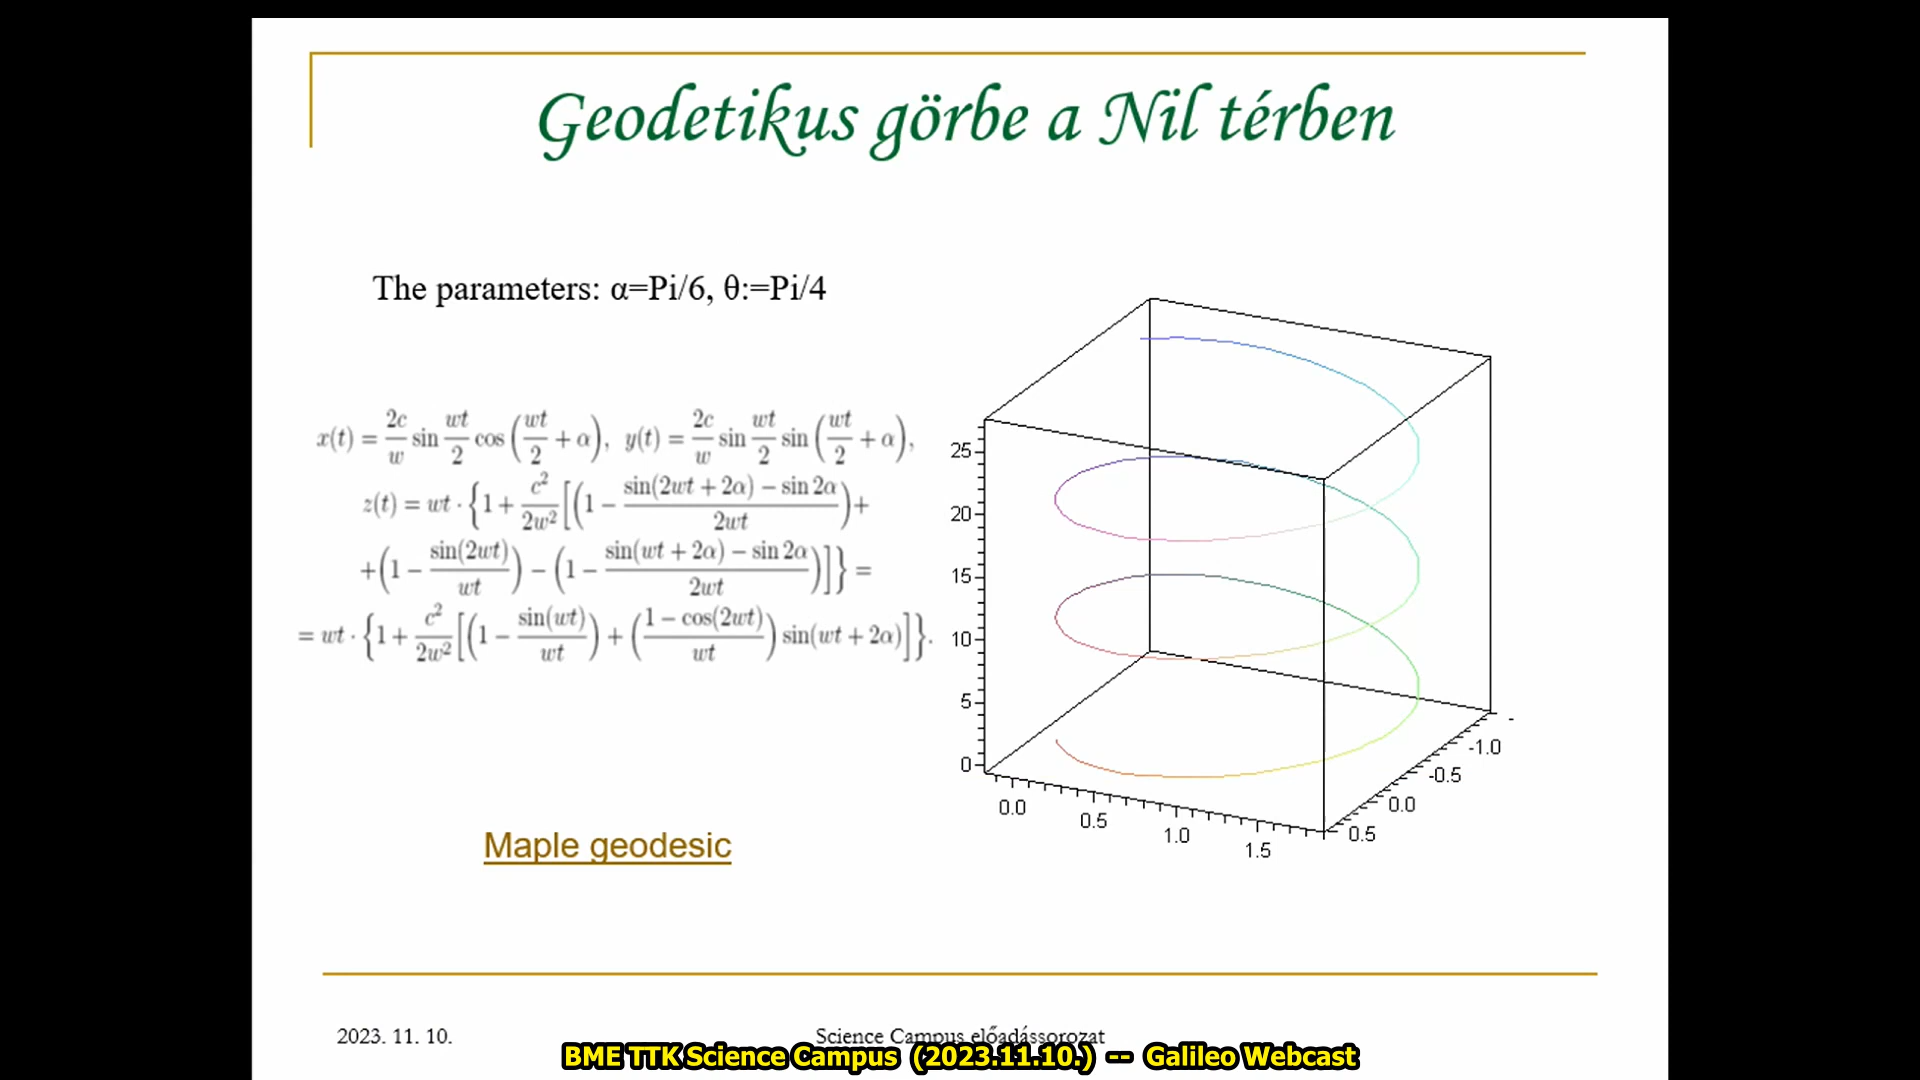 Geodetikus görbe a Nil térben
The parameters: α=Pi/6, θ:=Pi/4
x(t) = 2c/w sin wt/2 cos (wt/2 + α), y(t) = 2c/w sin wt/2 sin (wt/2 + α),
z(t) = wt · {1 + c²/2w² [(1 − (sin(2wt + 2α) − sin 2α)/2wt) +
+(1 − sin(2wt)/wt) − (1 − (sin(wt + 2α) − sin 2α)/2wt)]} =
= wt · {1 + c²/2w² [(1 − sin(wt)/wt) + ((1 − cos(2wt))/wt) sin(wt + 2α)]}.
25
20
15
10
5
0
0.0
0.5
1.0
1.5
0.5
0.0
-0.5
-1.0
Maple geodesic
2023. 11. 10.
Science Campus előadássorozat
BME TTK Science Campus (2023.11.10.) -- Galileo Webcast